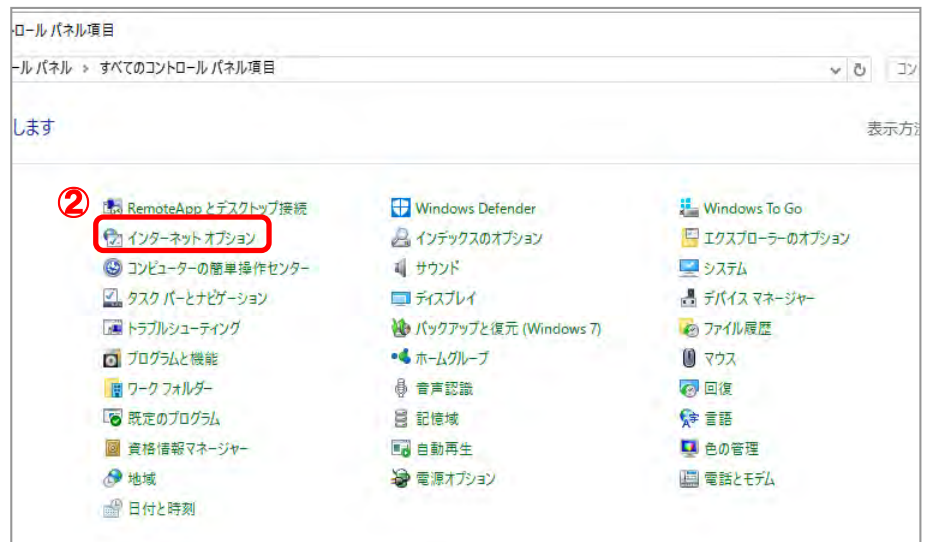 ロール パネル項目
ール パネル > すべてのコントロール パネル項目
コン
します
表示方
②
RemoteApp とデスクトップ接続
Windows Defender
Windows To Go
インターネット オプション
インデックスのオプション
エクスプローラーのオプション
コンピューターの簡単操作センター
サウンド
システム
タスク バーとナビゲーション
ディスプレイ
デバイス マネージャー
トラブルシューティング
バックアップと復元 (Windows 7)
ファイル履歴
プログラムと機能
ホームグループ
マウス
ワーク フォルダー
音声認識
回復
既定のプログラム
記憶域
言語
資格情報マネージャー
自動再生
色の管理
地域
電源オプション
電話とモデム
日付と時刻